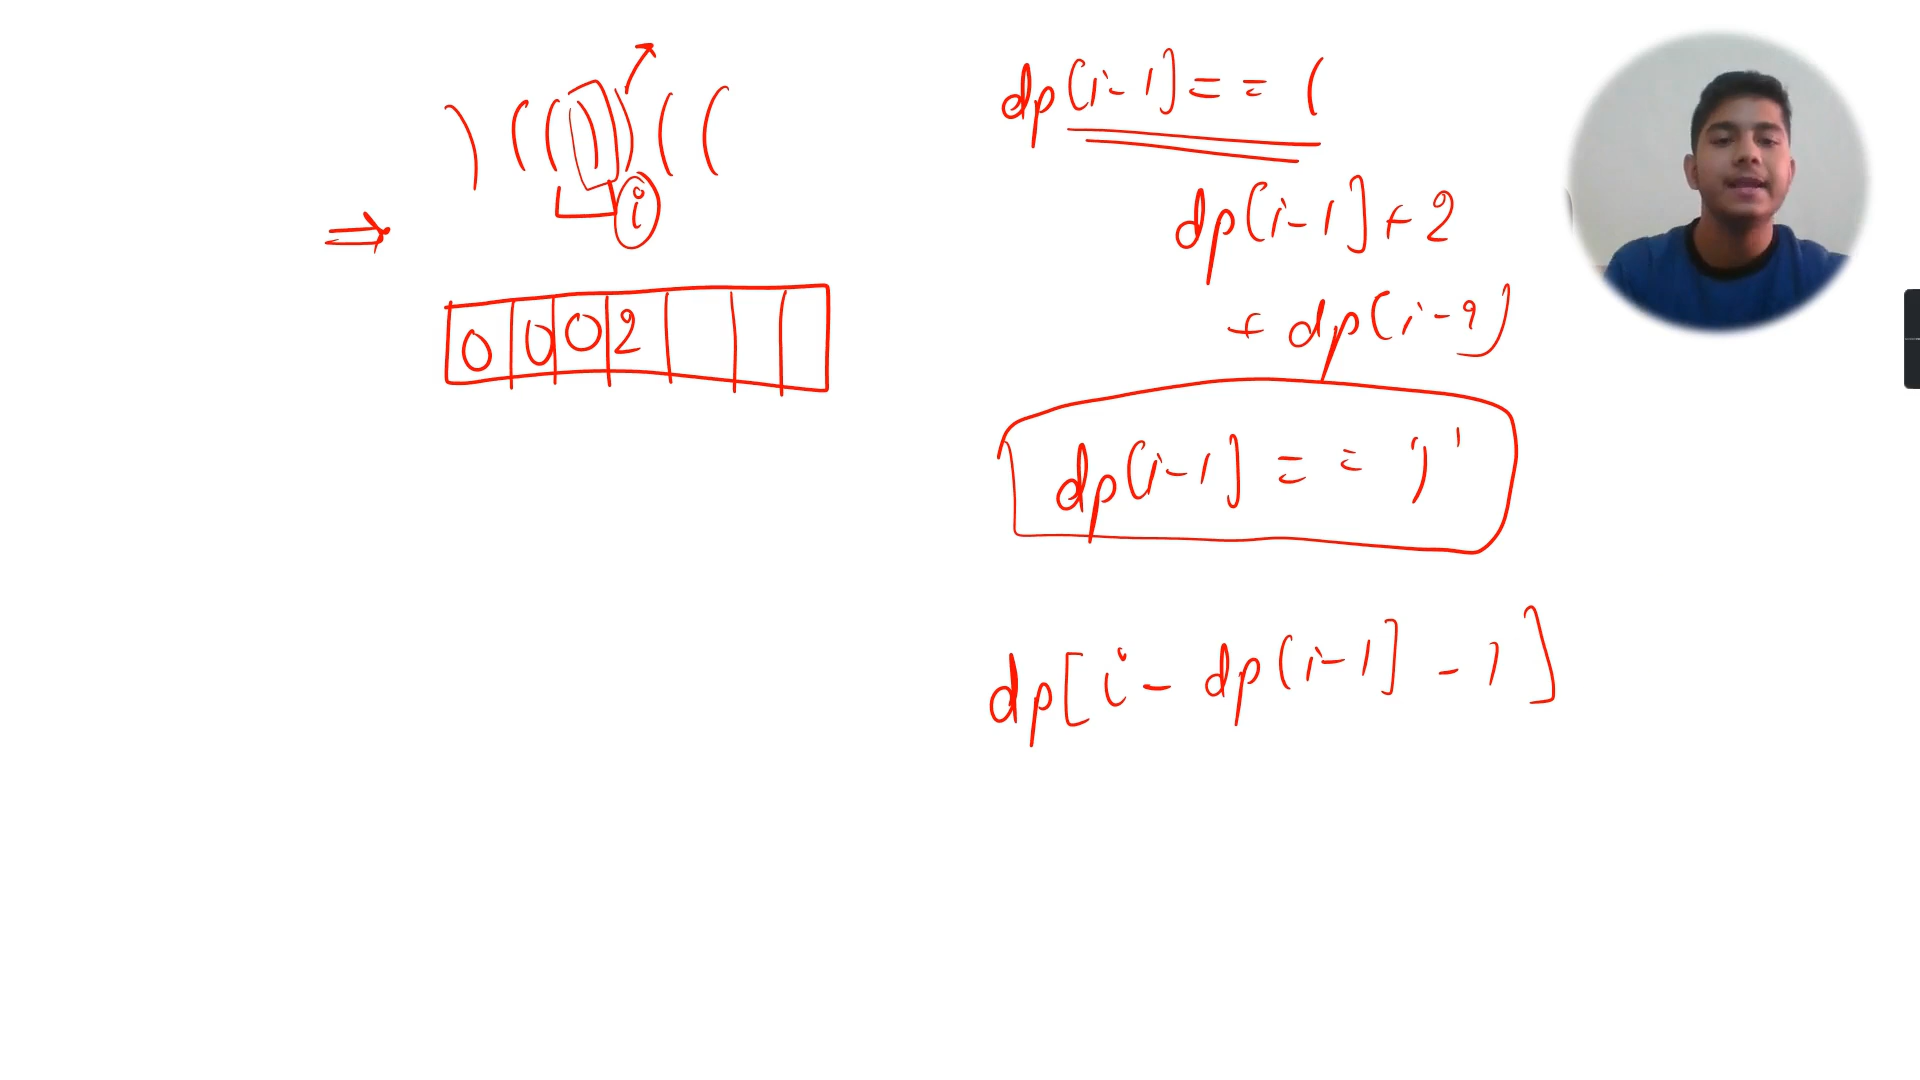 ) ( ( ) ) ( (
i
0 0 0 2
dp[i-1] == (
dp[i-1] + 2
+ dp(i-2)
dp[i-1] == ')'
dp[i - dp[i-1] - 1]